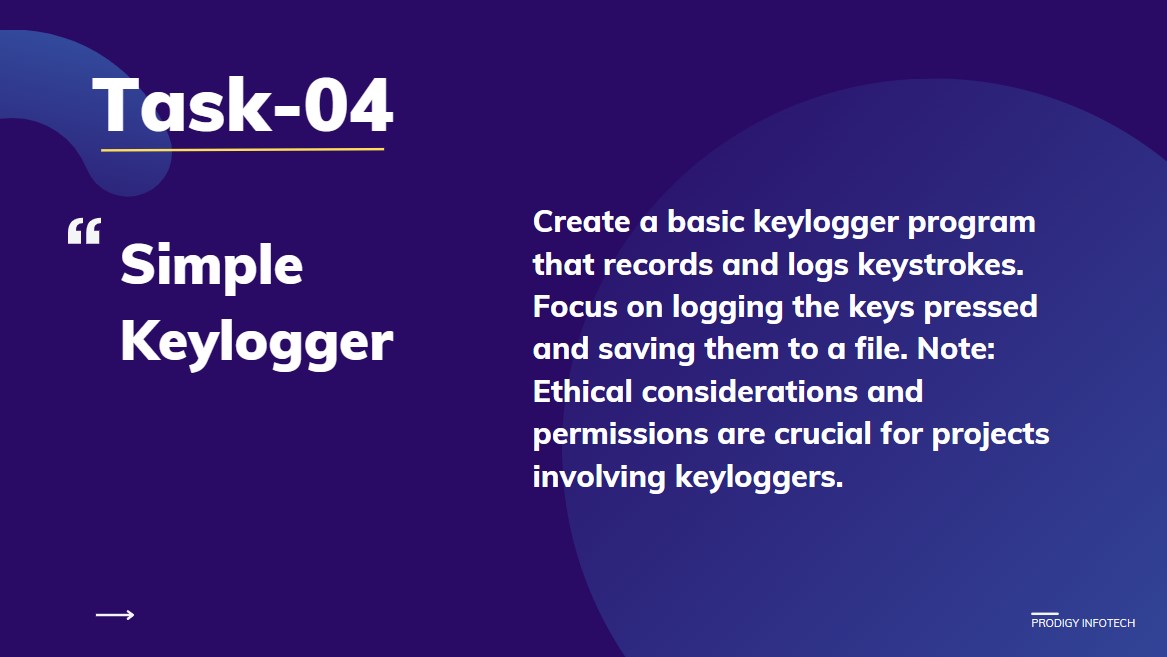 Task-04
“ Simple
Keylogger
Create a basic keylogger program
that records and logs keystrokes.
Focus on logging the keys pressed
and saving them to a file. Note:
Ethical considerations and
permissions are crucial for projects
involving keyloggers.
PRODIGY INFOTECH